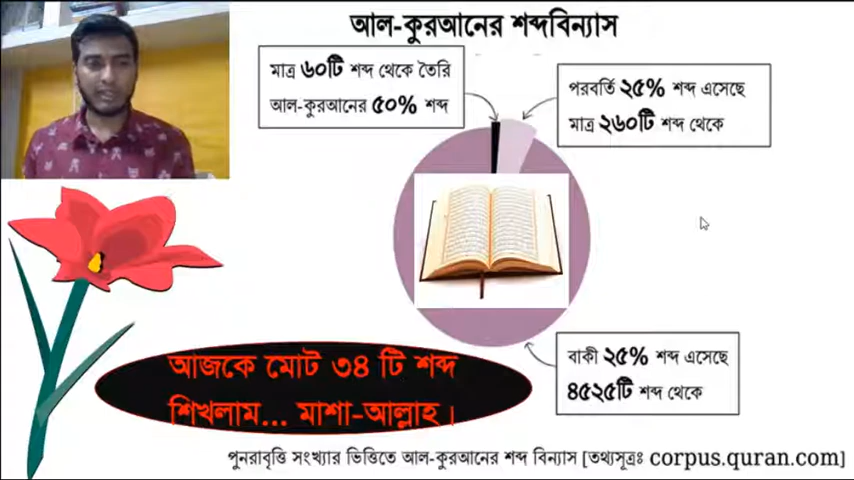 আল-কুরআনের শব্দবিন্যাস
মাত্র ৬০টি শব্দ থেকে তৈরি
আল-কুরআনের ৫০% শব্দ
পরবর্তি ২৫% শব্দ এসেছে
মাত্র ২৬০টি শব্দ থেকে
বাকী ২৫% শব্দ এসেছে
৪৫২৫টি শব্দ থেকে
আজকে মোট ৩৪ টি শব্দ
শিখলাম... মাশা-আল্লাহ।
পুনরাবৃত্তি সংখ্যার ভিত্তিতে আল-কুরআনের শব্দ বিন্যাস [তথ্যসূত্রঃ corpus.quran.com]